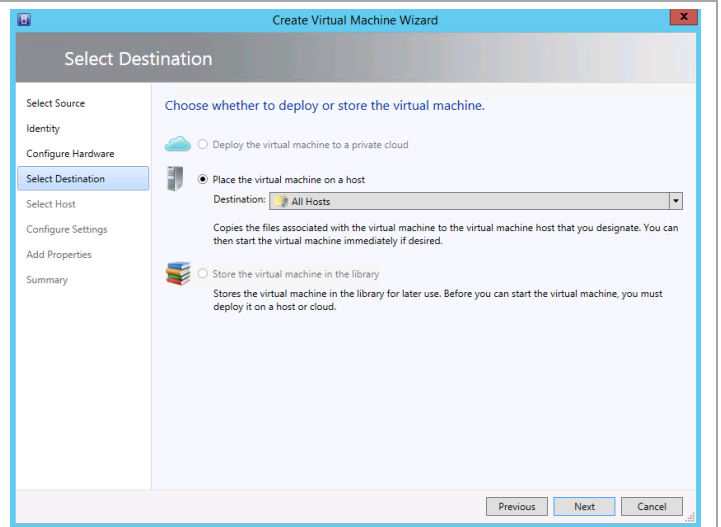 Create Virtual Machine Wizard
x
Select Destination
Select Source
Identity
Configure Hardware
Select Destination
Select Host
Configure Settings
Add Properties
Summary
Choose whether to deploy or store the virtual machine.
Deploy the virtual machine to a private cloud
Place the virtual machine on a host
Destination: All Hosts
Copies the files associated with the virtual machine to the virtual machine host that you designate. You can
then start the virtual machine immediately if desired.
Store the virtual machine in the library
Stores the virtual machine in the library for later use. Before you can start the virtual machine, you must
deploy it on a host or cloud.
Previous Next Cancel